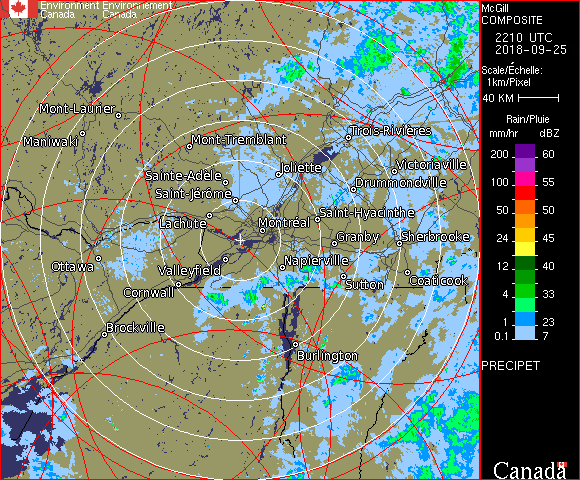 Environment Environnement
Canada Canada
McGill
COMPOSITE
2210 UTC
2018-09-25
Scale/Échelle:
1km/Pixel
40 KM
Rain/Pluie
mm/hr dBZ
200 60
100 55
50 50
24 45
12 40
4 33
1 23
0.1 7
PRECIPET
Canada
Mont-Laurier
Maniwaki
Mont-Tremblant
Trois-Rivières
Sainte-Adèle
Joliette
Victoriaville
Saint-Jérôme
Drummondville
Lachute
Montréal
Saint-Hyacinthe
Granby
Sherbrooke
Ottawa
Valleyfield
Napierville
Cornwall
Sutton
Coaticook
Brockville
Burlington